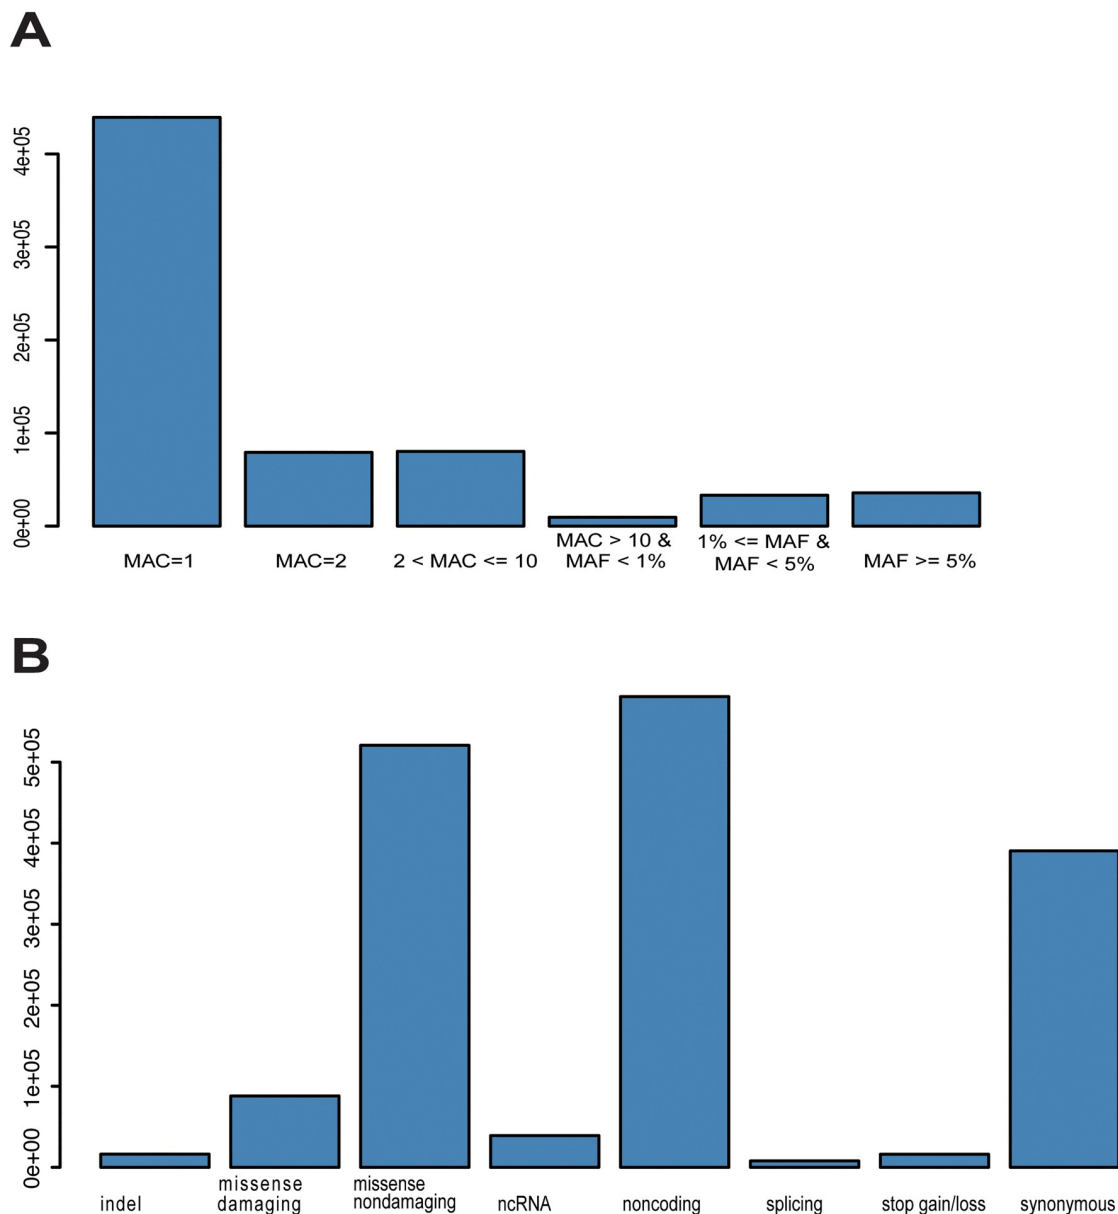 A
4e+05
3e+05
2e+05
1e+05
0e+00
MAC=1
MAC=2
2 < MAC <= 10
MAC > 10 &
MAF < 1%
1% <= MAF &
MAF < 5%
MAF >= 5%
B
5e+05
4e+05
3e+05
2e+05
1e+05
0e+00
indel
missense
damaging
missense
nondamaging
ncRNA
noncoding
splicing
stop gain/loss
synonymous